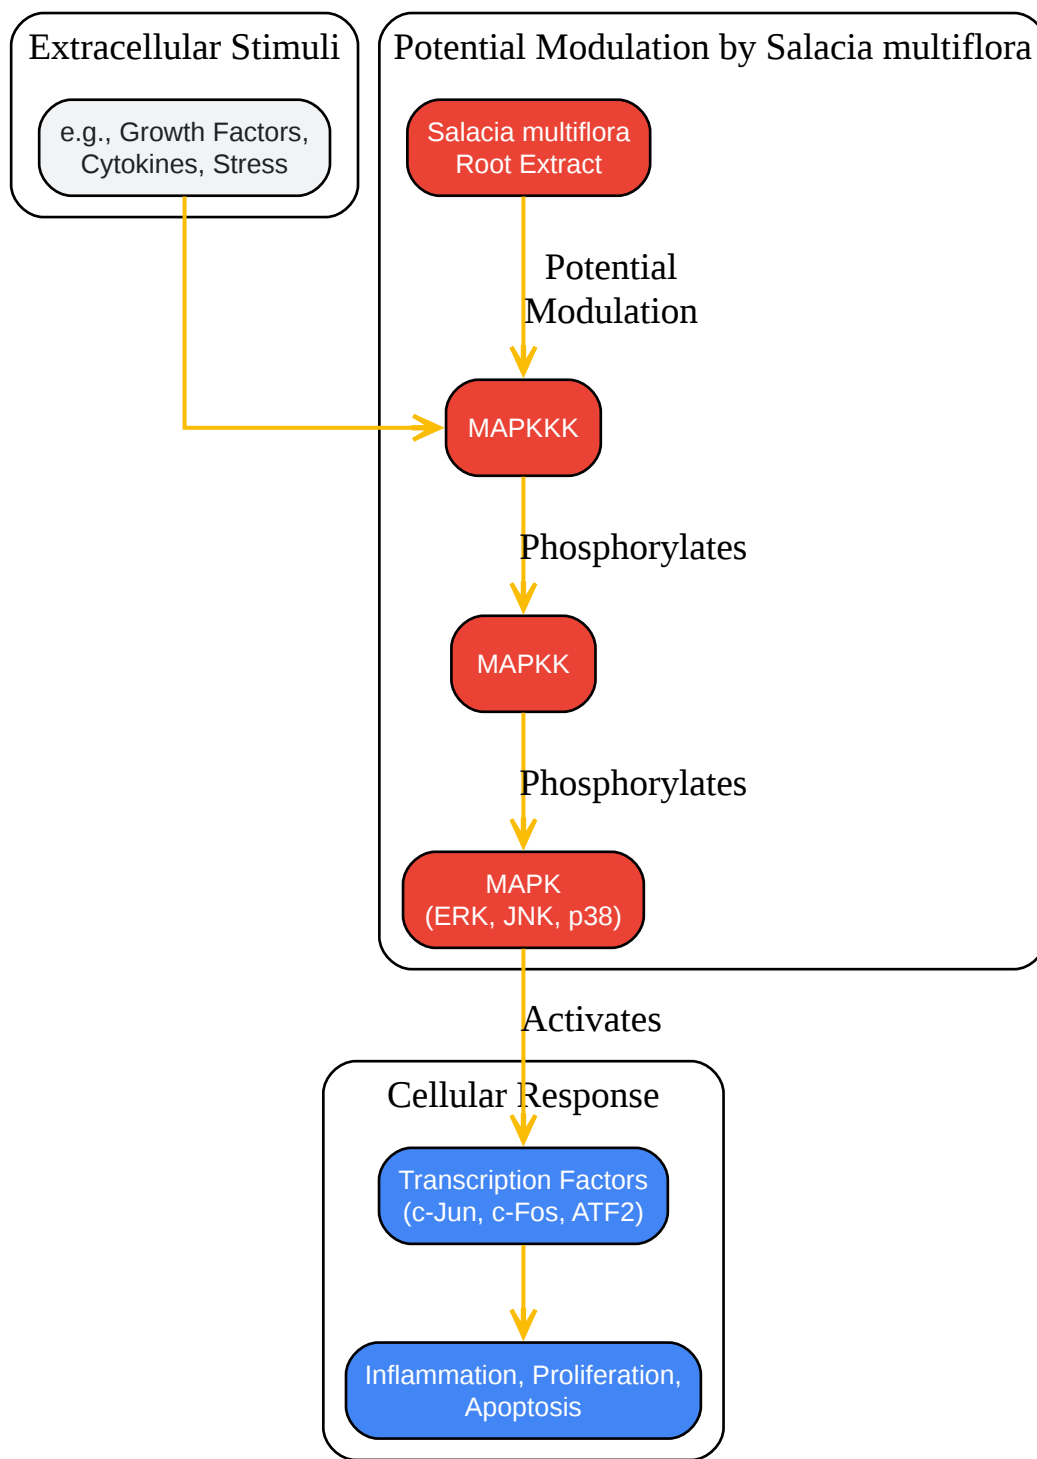 Extracellular Stimuli
e.g., Growth Factors,
Cytokines, Stress
Potential Modulation by Salacia multiflora
Salacia multiflora
Root Extract
Potential
Modulation
MAPKKK
Phosphorylates
MAPKK
Phosphorylates
MAPK
(ERK, JNK, p38)
Activates
Cellular Response
Transcription Factors
(c-Jun, c-Fos, ATF2)
Inflammation, Proliferation,
Apoptosis